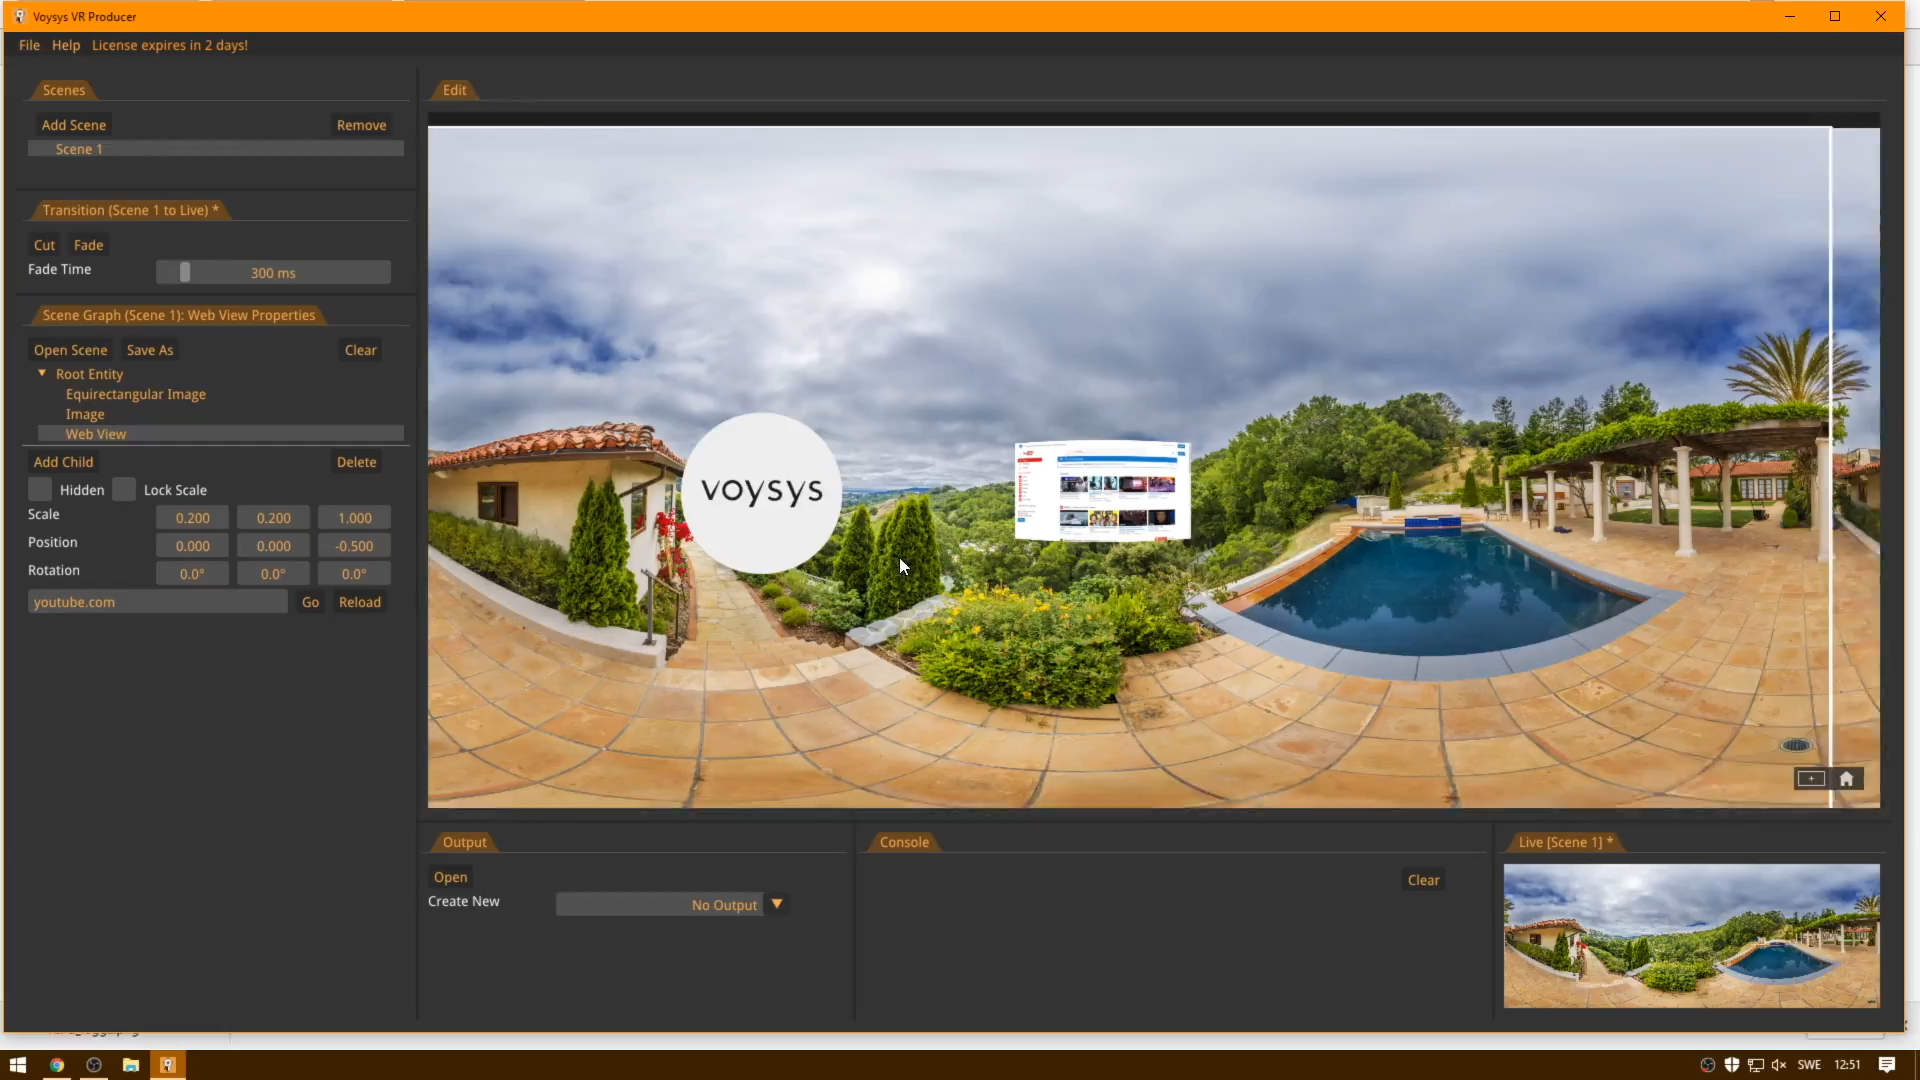 Voysys VR Producer
File Help License expires in 2 days!
Scenes
Add Scene Remove
Scene 1
Transition (Scene 1 to Live) *
Cut Fade
Fade Time 300 ms
Scene Graph (Scene 1): Web View Properties
Open Scene Save As Clear
Root Entity
Equirectangular Image
Image
Web View
Add Child Delete
Hidden Lock Scale
Scale 0.200 0.200 1.000
Position 0.000 0.000 -0.500
Rotation 0.0° 0.0° 0.0°
youtube.com Go Reload
Edit
voysys
Output
Open
Create New No Output
Console
Clear
Live [Scene 1] *
SWE 12:51